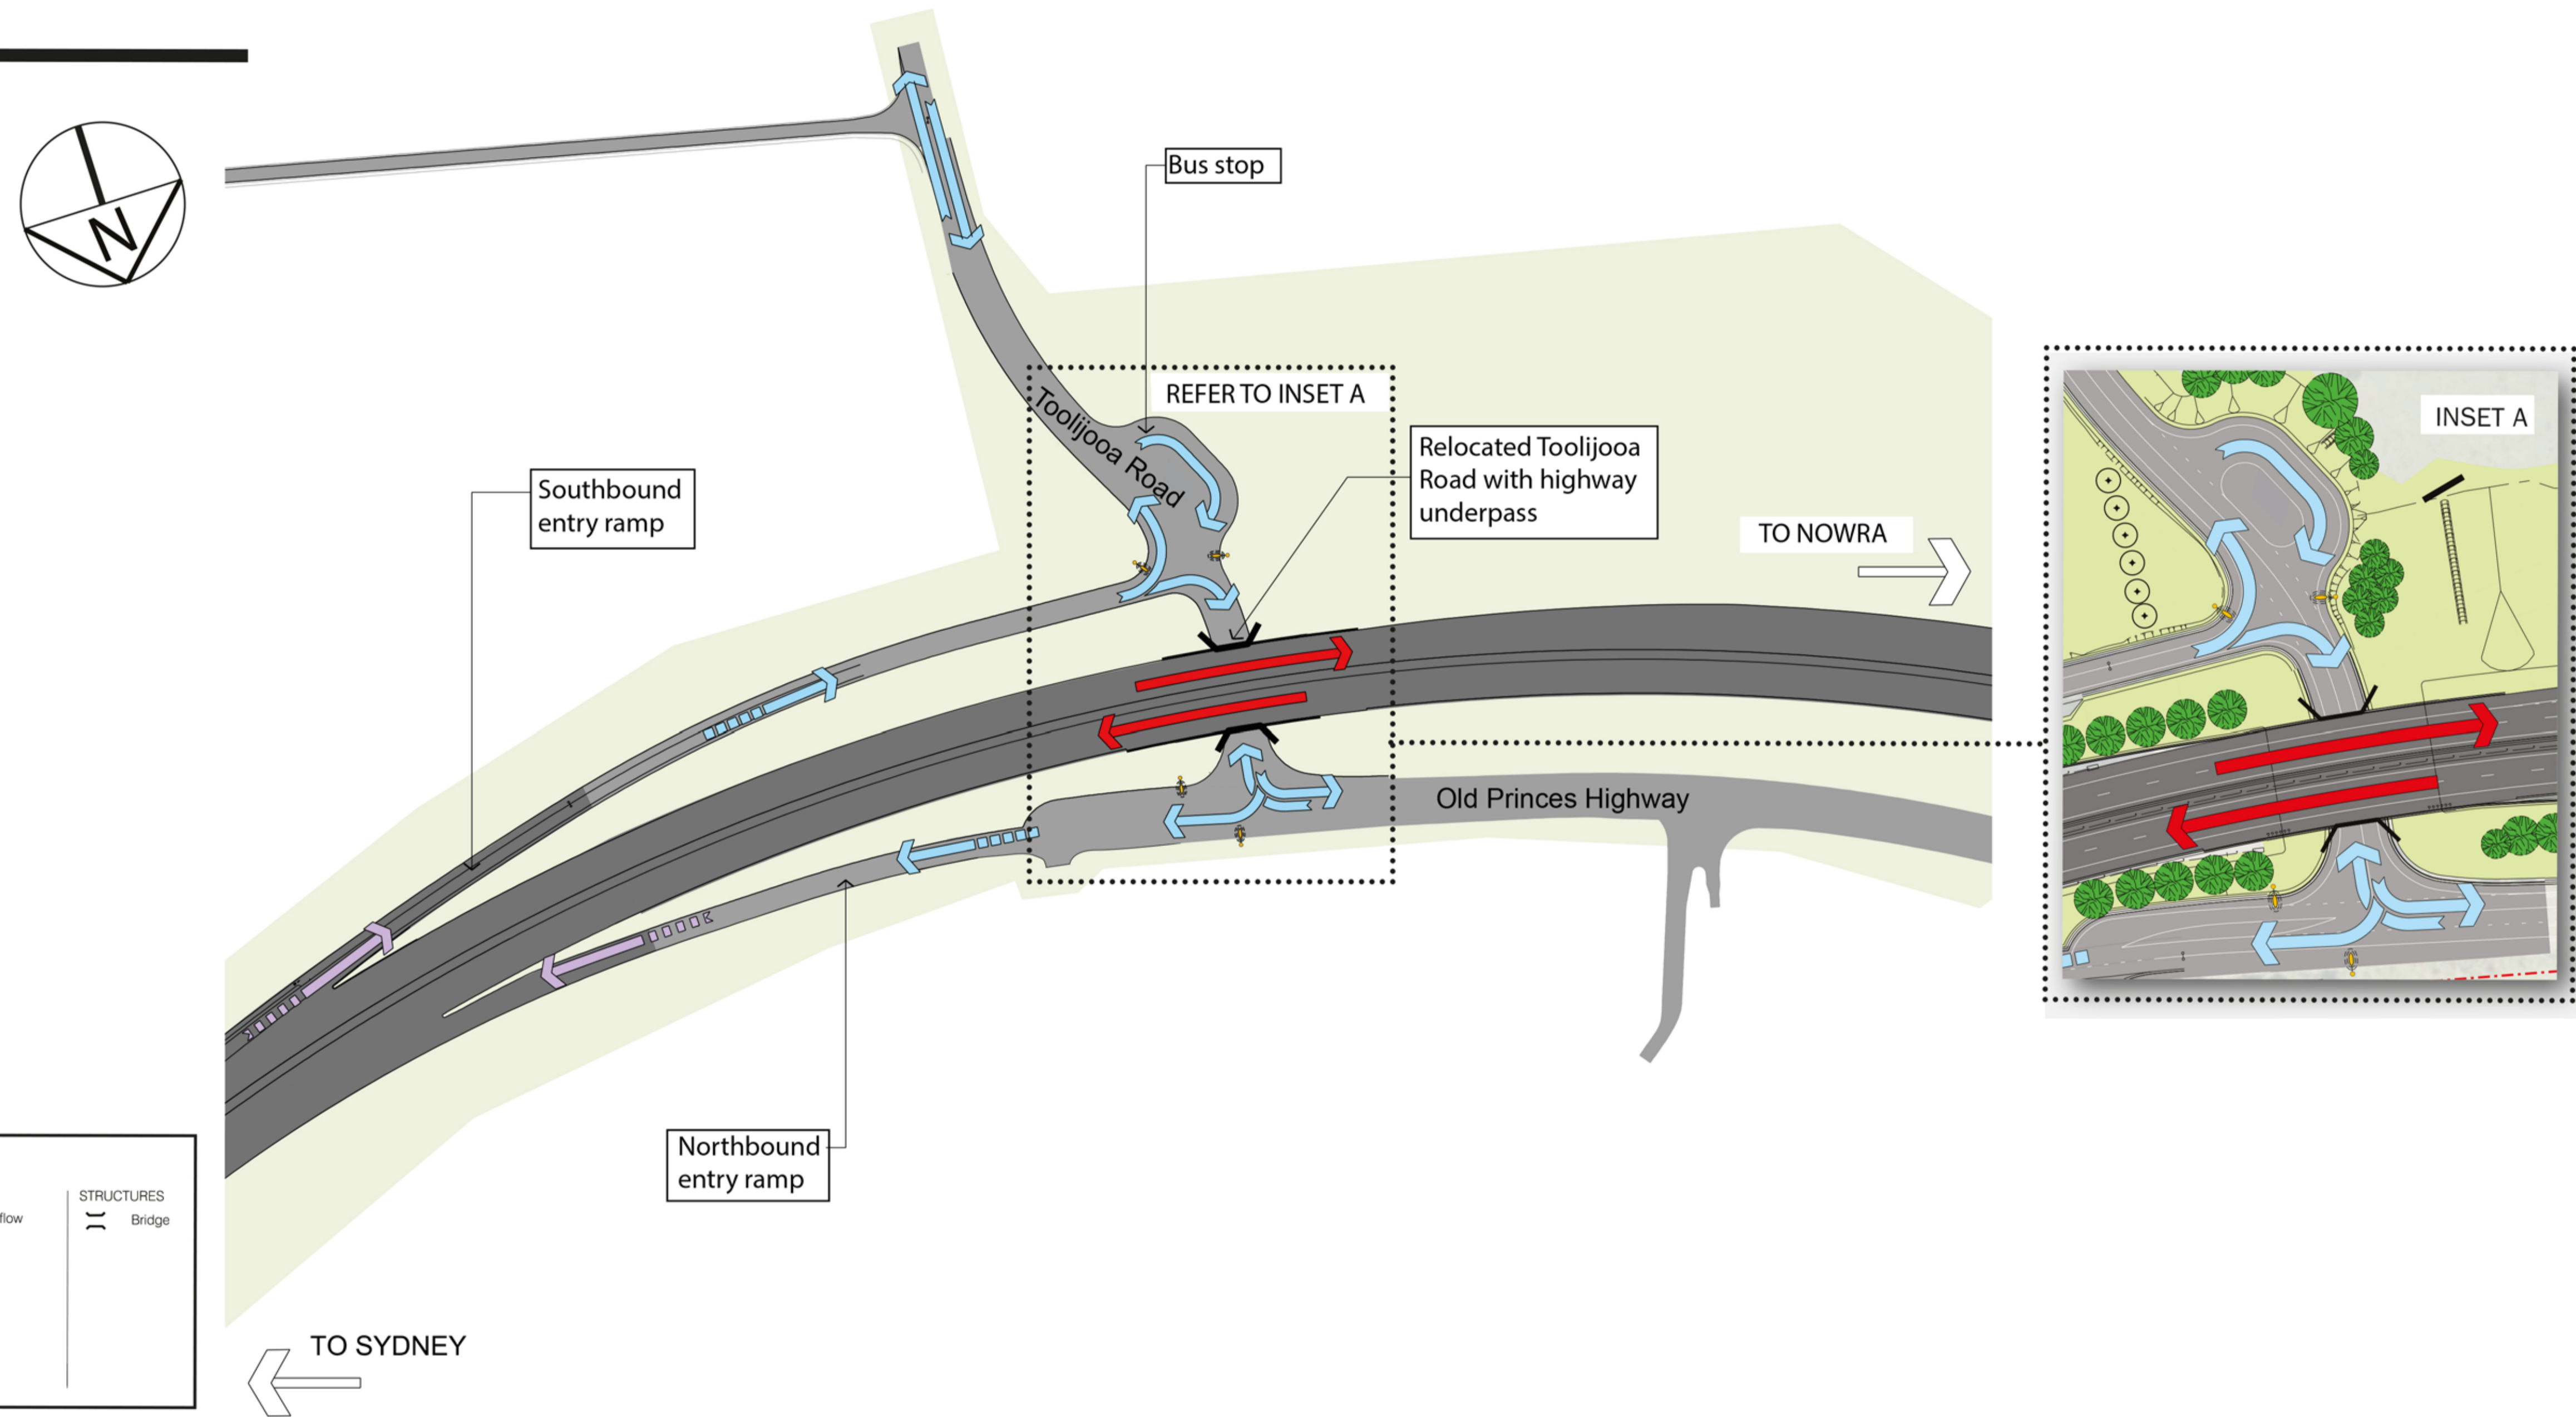 N
Bus stop
REFER TO INSET A
INSET A
Toolijooa Road
Relocated Toolijooa
Road with highway
underpass
Southbound
entry ramp
TO NOWRA
Old Princes Highway
Northbound
entry ramp
STRUCTURES
flow
Bridge
TO SYDNEY